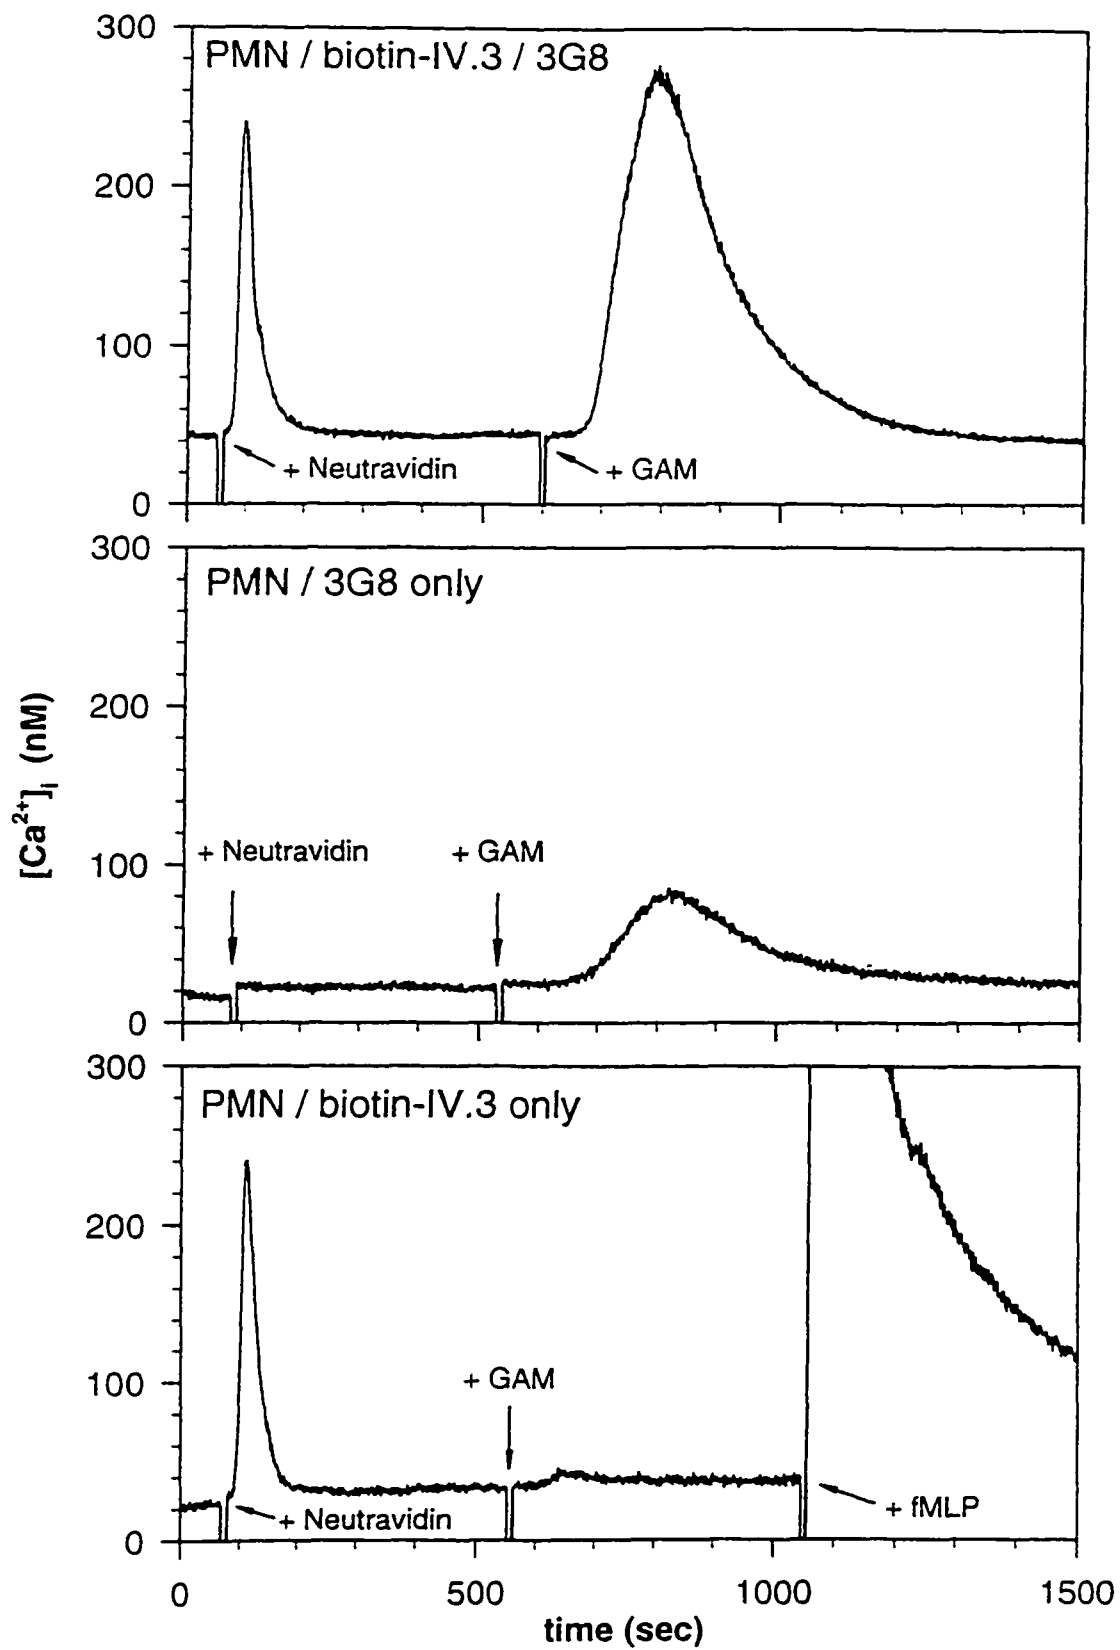 300
PMN / biotin-IV.3 / 3G8
200
100
+ Neutravidin
+ GAM
0
300
PMN / 3G8 only
200
[Ca²⁺]ᵢ (nM)
+ Neutravidin
+ GAM
100
0
300
PMN / biotin-IV.3 only
200
+ GAM
100
+ Neutravidin
+ fMLP
0
0 500 1000 1500
time (sec)